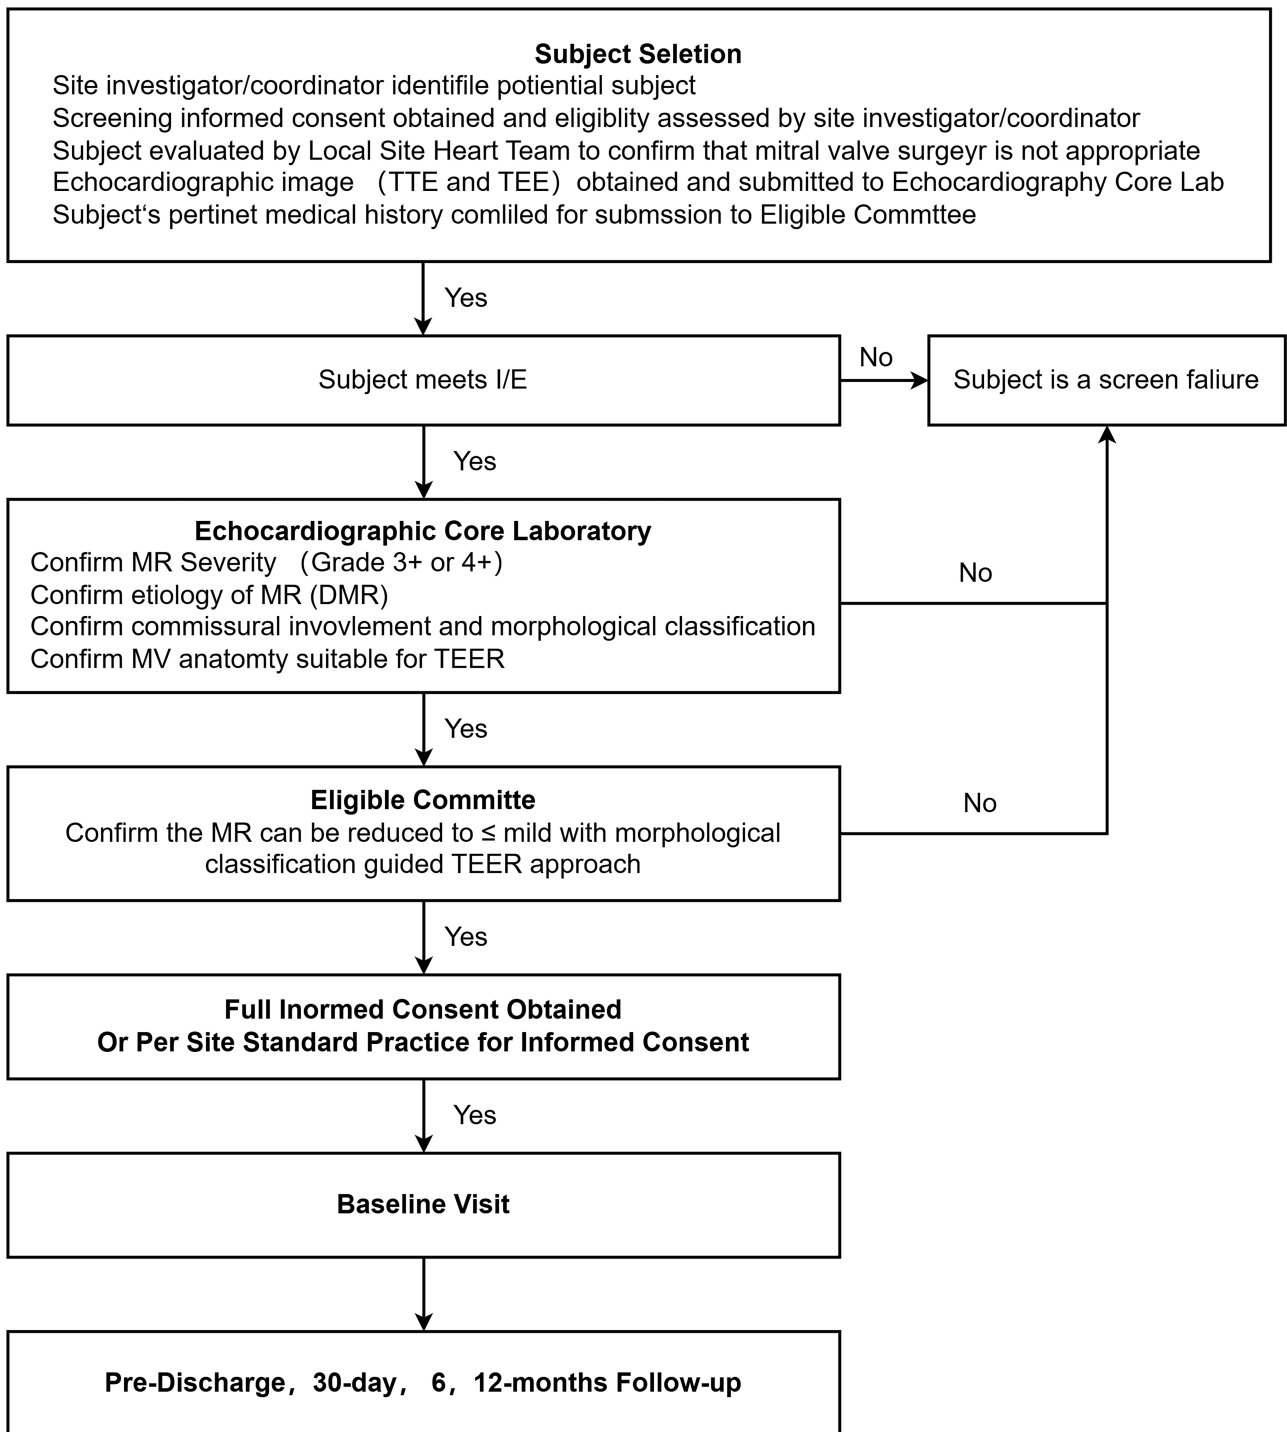 Subject Seletion
Site investigator/coordinator identifile potiential subject
Screening informed consent obtained and eligiblity assessed by site investigator/coordinator
Subject evaluated by Local Site Heart Team to confirm that mitral valve surgeyr is not appropriate
Echocardiographic image （TTE and TEE）obtained and submitted to Echocardiography Core Lab
Subject‘s pertinet medical history comliled for submssion to Eligible Commttee
Yes
Subject meets I/E
No
Subject is a screen faliure
Yes
Echocardiographic Core Laboratory
Confirm MR Severity （Grade 3+ or 4+）
Confirm etiology of MR (DMR)
Confirm commissural invovlement and morphological classification
Confirm MV anatomty suitable for TEER
No
Yes
Eligible Committe
Confirm the MR can be reduced to ≤ mild with morphological
classification guided TEER approach
No
Yes
Full Inormed Consent Obtained
Or Per Site Standard Practice for Informed Consent
Yes
Baseline Visit
Pre-Discharge，30-day， 6，12-months Follow-up